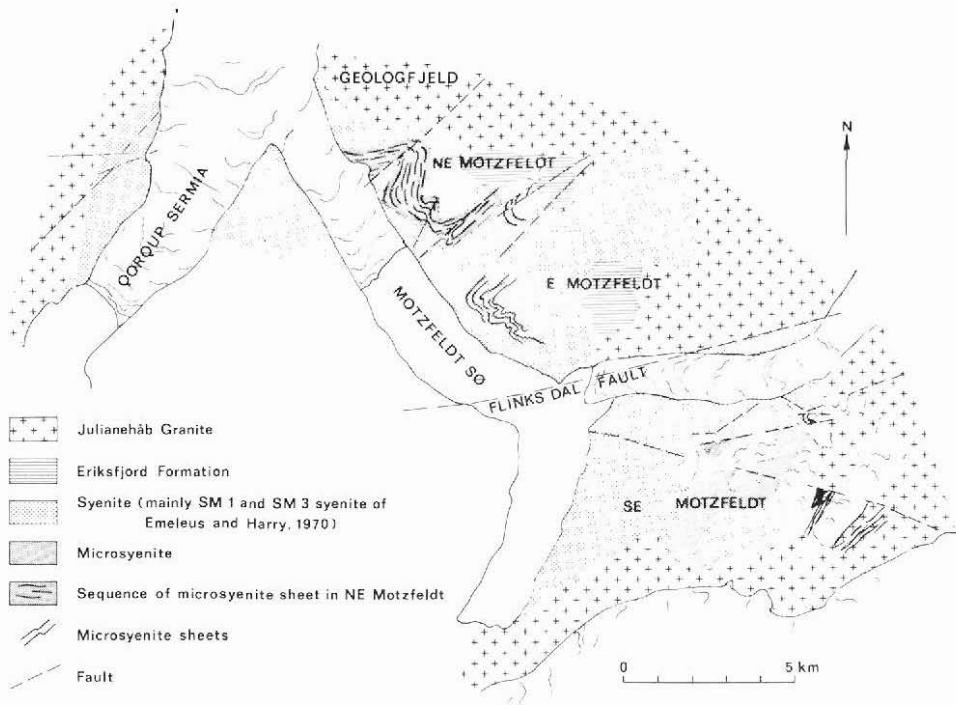 GEOLOGFJELD
N
NE MOTZFELDT
QORQUP SERMIA
E MOTZFELDT
MOTZFELDT SØ
FLINKS DAL FAULT
SE MOTZFELDT
Julianehåb Granite
Eriksfjord Formation
Syenite (mainly SM 1 and SM 3 syenite of
Emeleus and Harry, 1970)
Microsyenite
Sequence of microsyenite sheet in NE Motzfeldt
Microsyenite sheets
Fault
0 5 km